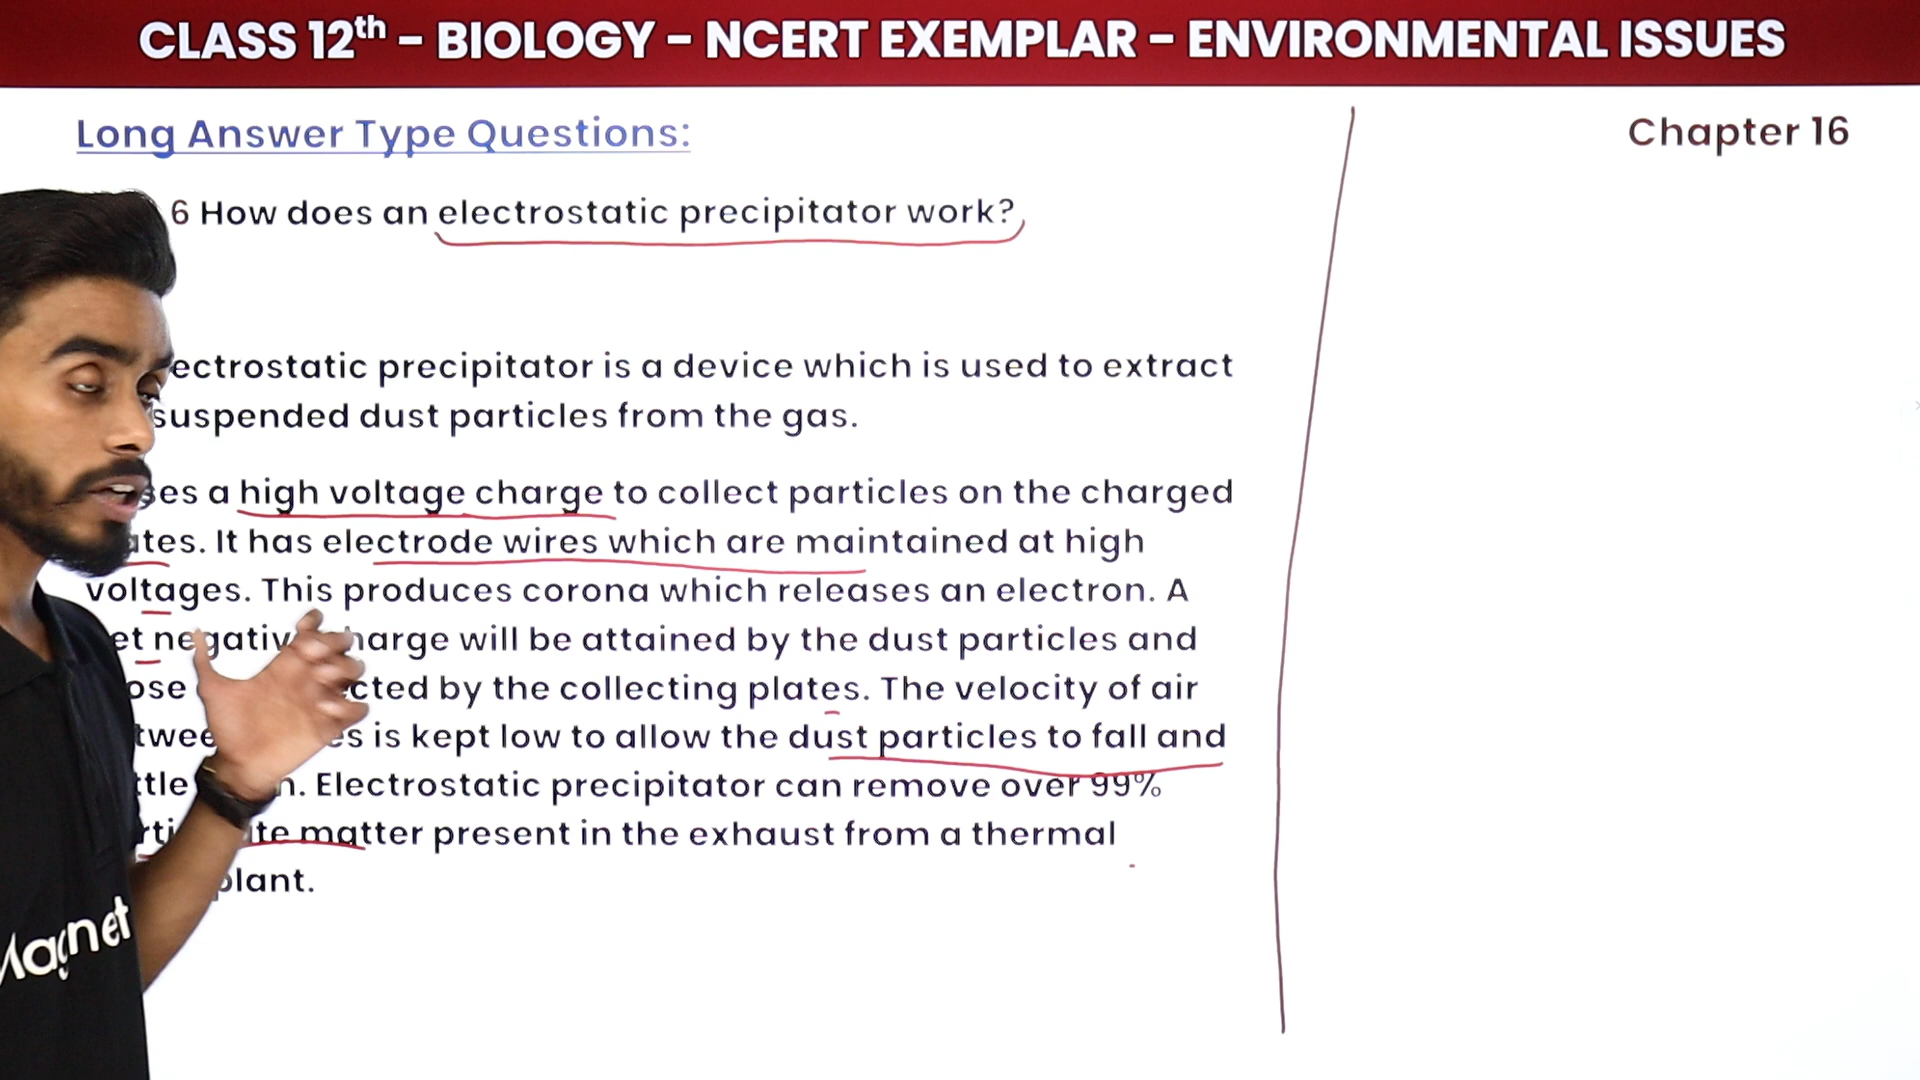 CLASS 12th – BIOLOGY – NCERT EXEMPLAR – ENVIRONMENTAL ISSUES
Long Answer Type Questions:
Chapter 16
6 How does an electrostatic precipitator work?
ectrostatic precipitator is a device which is used to extract
suspended dust particles from the gas.
es a high voltage charge to collect particles on the charged
tes. It has electrode wires which are maintained at high
voltages. This produces corona which releases an electron. A
et negativ harge will be attained by the dust particles and
ose cted by the collecting plates. The velocity of air
twee s is kept low to allow the dust particles to fall and
ttle n. Electrostatic precipitator can remove over 99%
rti te matter present in the exhaust from a thermal
plant.
Magnet